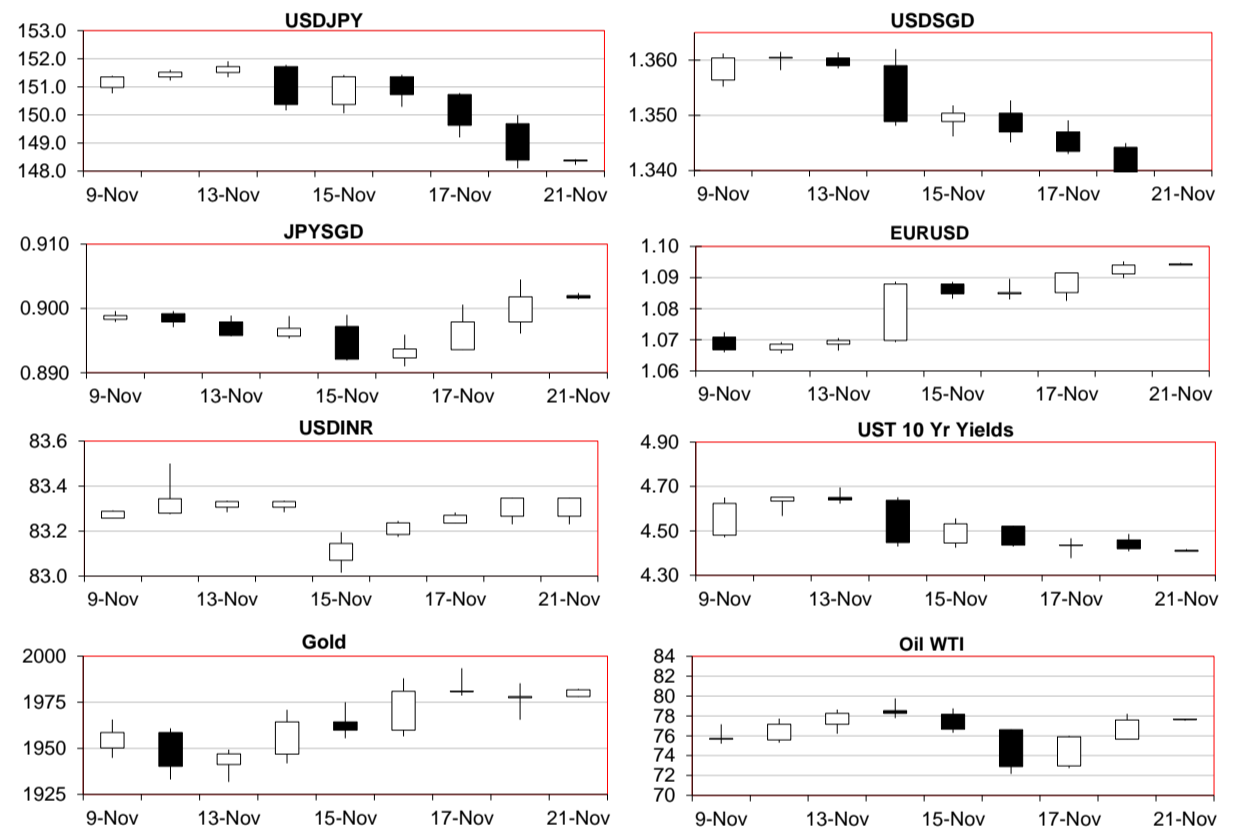 USDJPY
153.0
152.0
151.0
150.0
149.0
148.0
9-Nov 13-Nov 15-Nov 17-Nov 21-Nov
USDSGD
1.360
1.350
1.340
9-Nov 13-Nov 15-Nov 17-Nov 21-Nov
JPYSGD
0.910
0.900
0.890
9-Nov 13-Nov 15-Nov 17-Nov 21-Nov
EURUSD
1.10
1.09
1.08
1.07
1.06
9-Nov 13-Nov 15-Nov 17-Nov 21-Nov
USDINR
83.6
83.4
83.2
83.0
9-Nov 13-Nov 15-Nov 17-Nov 21-Nov
UST 10 Yr Yields
4.90
4.70
4.50
4.30
9-Nov 13-Nov 15-Nov 17-Nov 21-Nov
Gold
2000
1975
1950
1925
9-Nov 13-Nov 15-Nov 17-Nov 21-Nov
Oil WTI
84
82
80
78
76
74
72
70
9-Nov 13-Nov 15-Nov 17-Nov 21-Nov